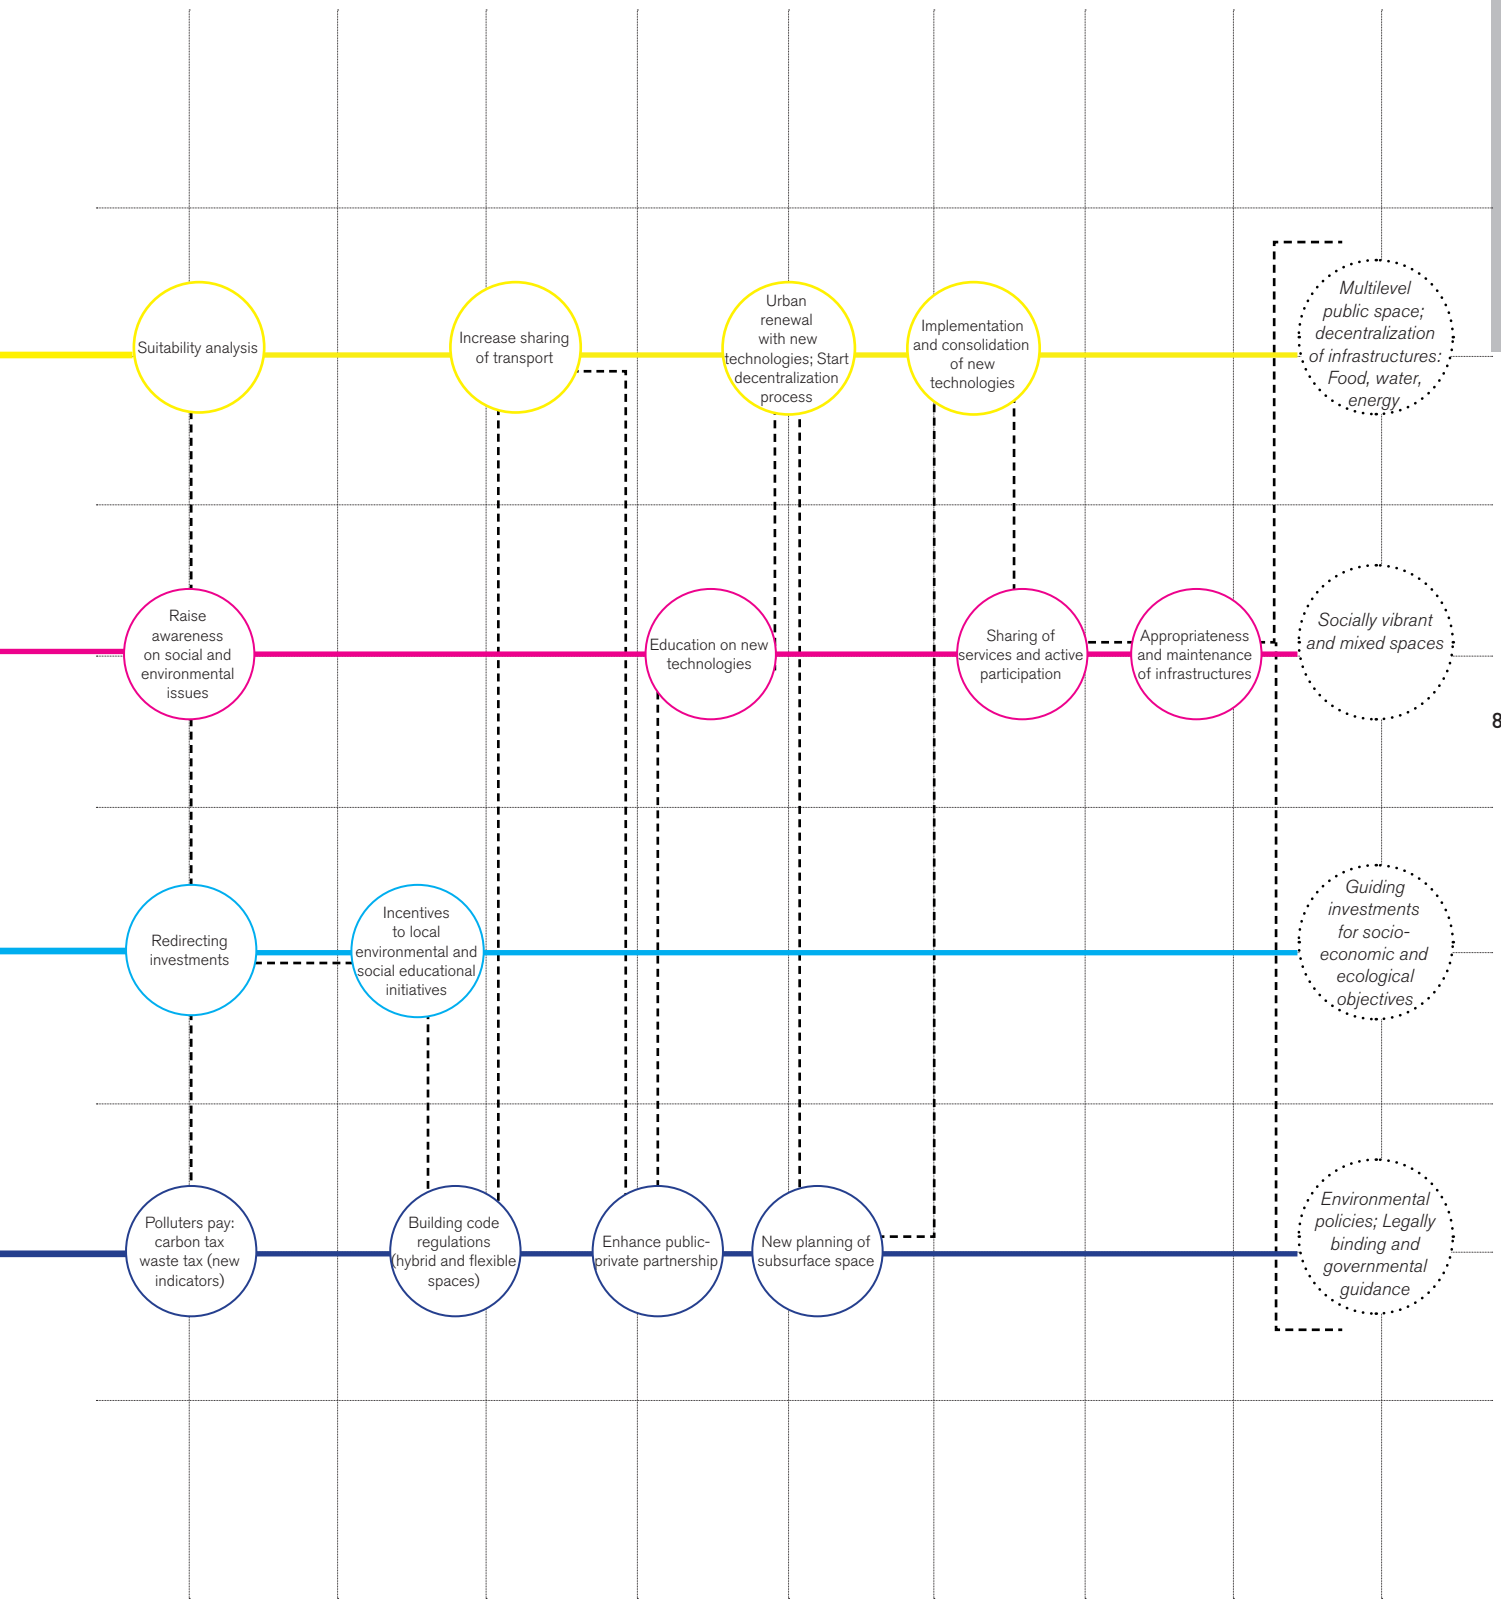 Suitability analysis
Increase sharing
of transport
Urban
renewal
with new
technologies; Start
decentralization
process
Implementation
and consolidation
of new
technologies
Multilevel
public space;
decentralization
of infrastructures:
Food, water,
energy
Raise
awareness
on social and
environmental
issues
Education on new
technologies
Sharing of
services and active
participation
Appropriateness
and maintenance
of infrastructures
Socially vibrant
and mixed spaces
8
Redirecting
investments
Incentives
to local
environmental and
social educational
initiatives
Guiding
investments
for socio-
economic and
ecological
objectives
Polluters pay:
carbon tax
waste tax (new
indicators)
Building code
regulations
(hybrid and flexible
spaces)
Enhance public-
private partnership
New planning of
subsurface space
Environmental
policies; Legally
binding and
governmental
guidance